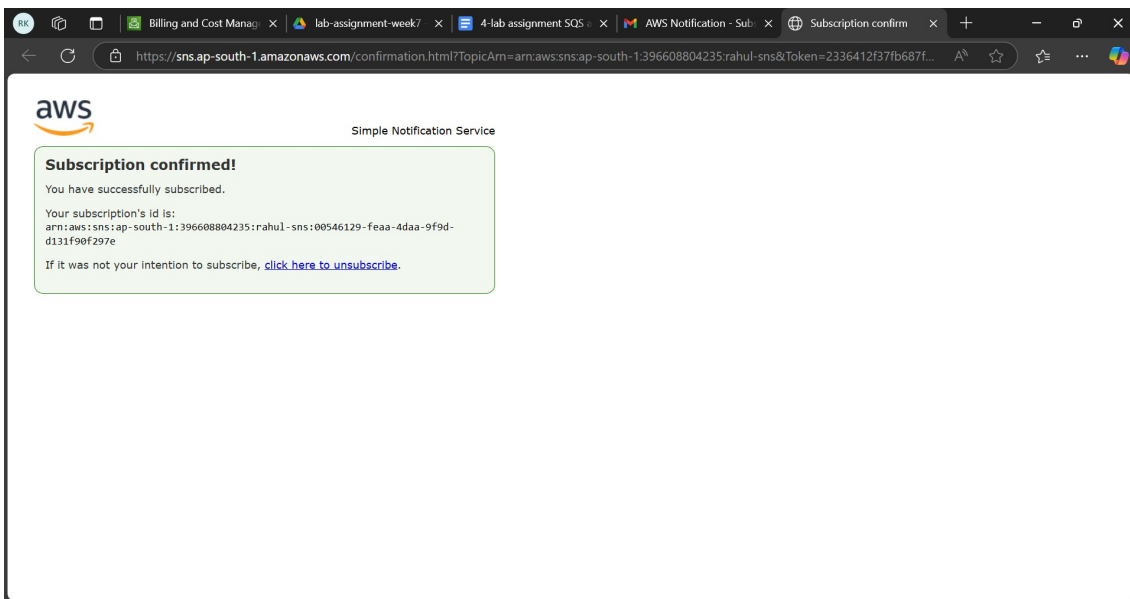 RK
Billing and Cost Manag
lab-assignment-week7
4-lab assignment SQS a
AWS Notification - Sub
Subscription confirm
https://sns.ap-south-1.amazonaws.com/confirmation.html?TopicArn=arn:aws:sns:ap-south-1:396608804235:rahul-sns&Token=2336412f37fb687f...
aws
Simple Notification Service
Subscription confirmed!
You have successfully subscribed.
Your subscription's id is:
arn:aws:sns:ap-south-1:396608804235:rahul-sns:00546129-feaa-4daa-9f9d-
d131f90f297e
If it was not your intention to subscribe, click here to unsubscribe.